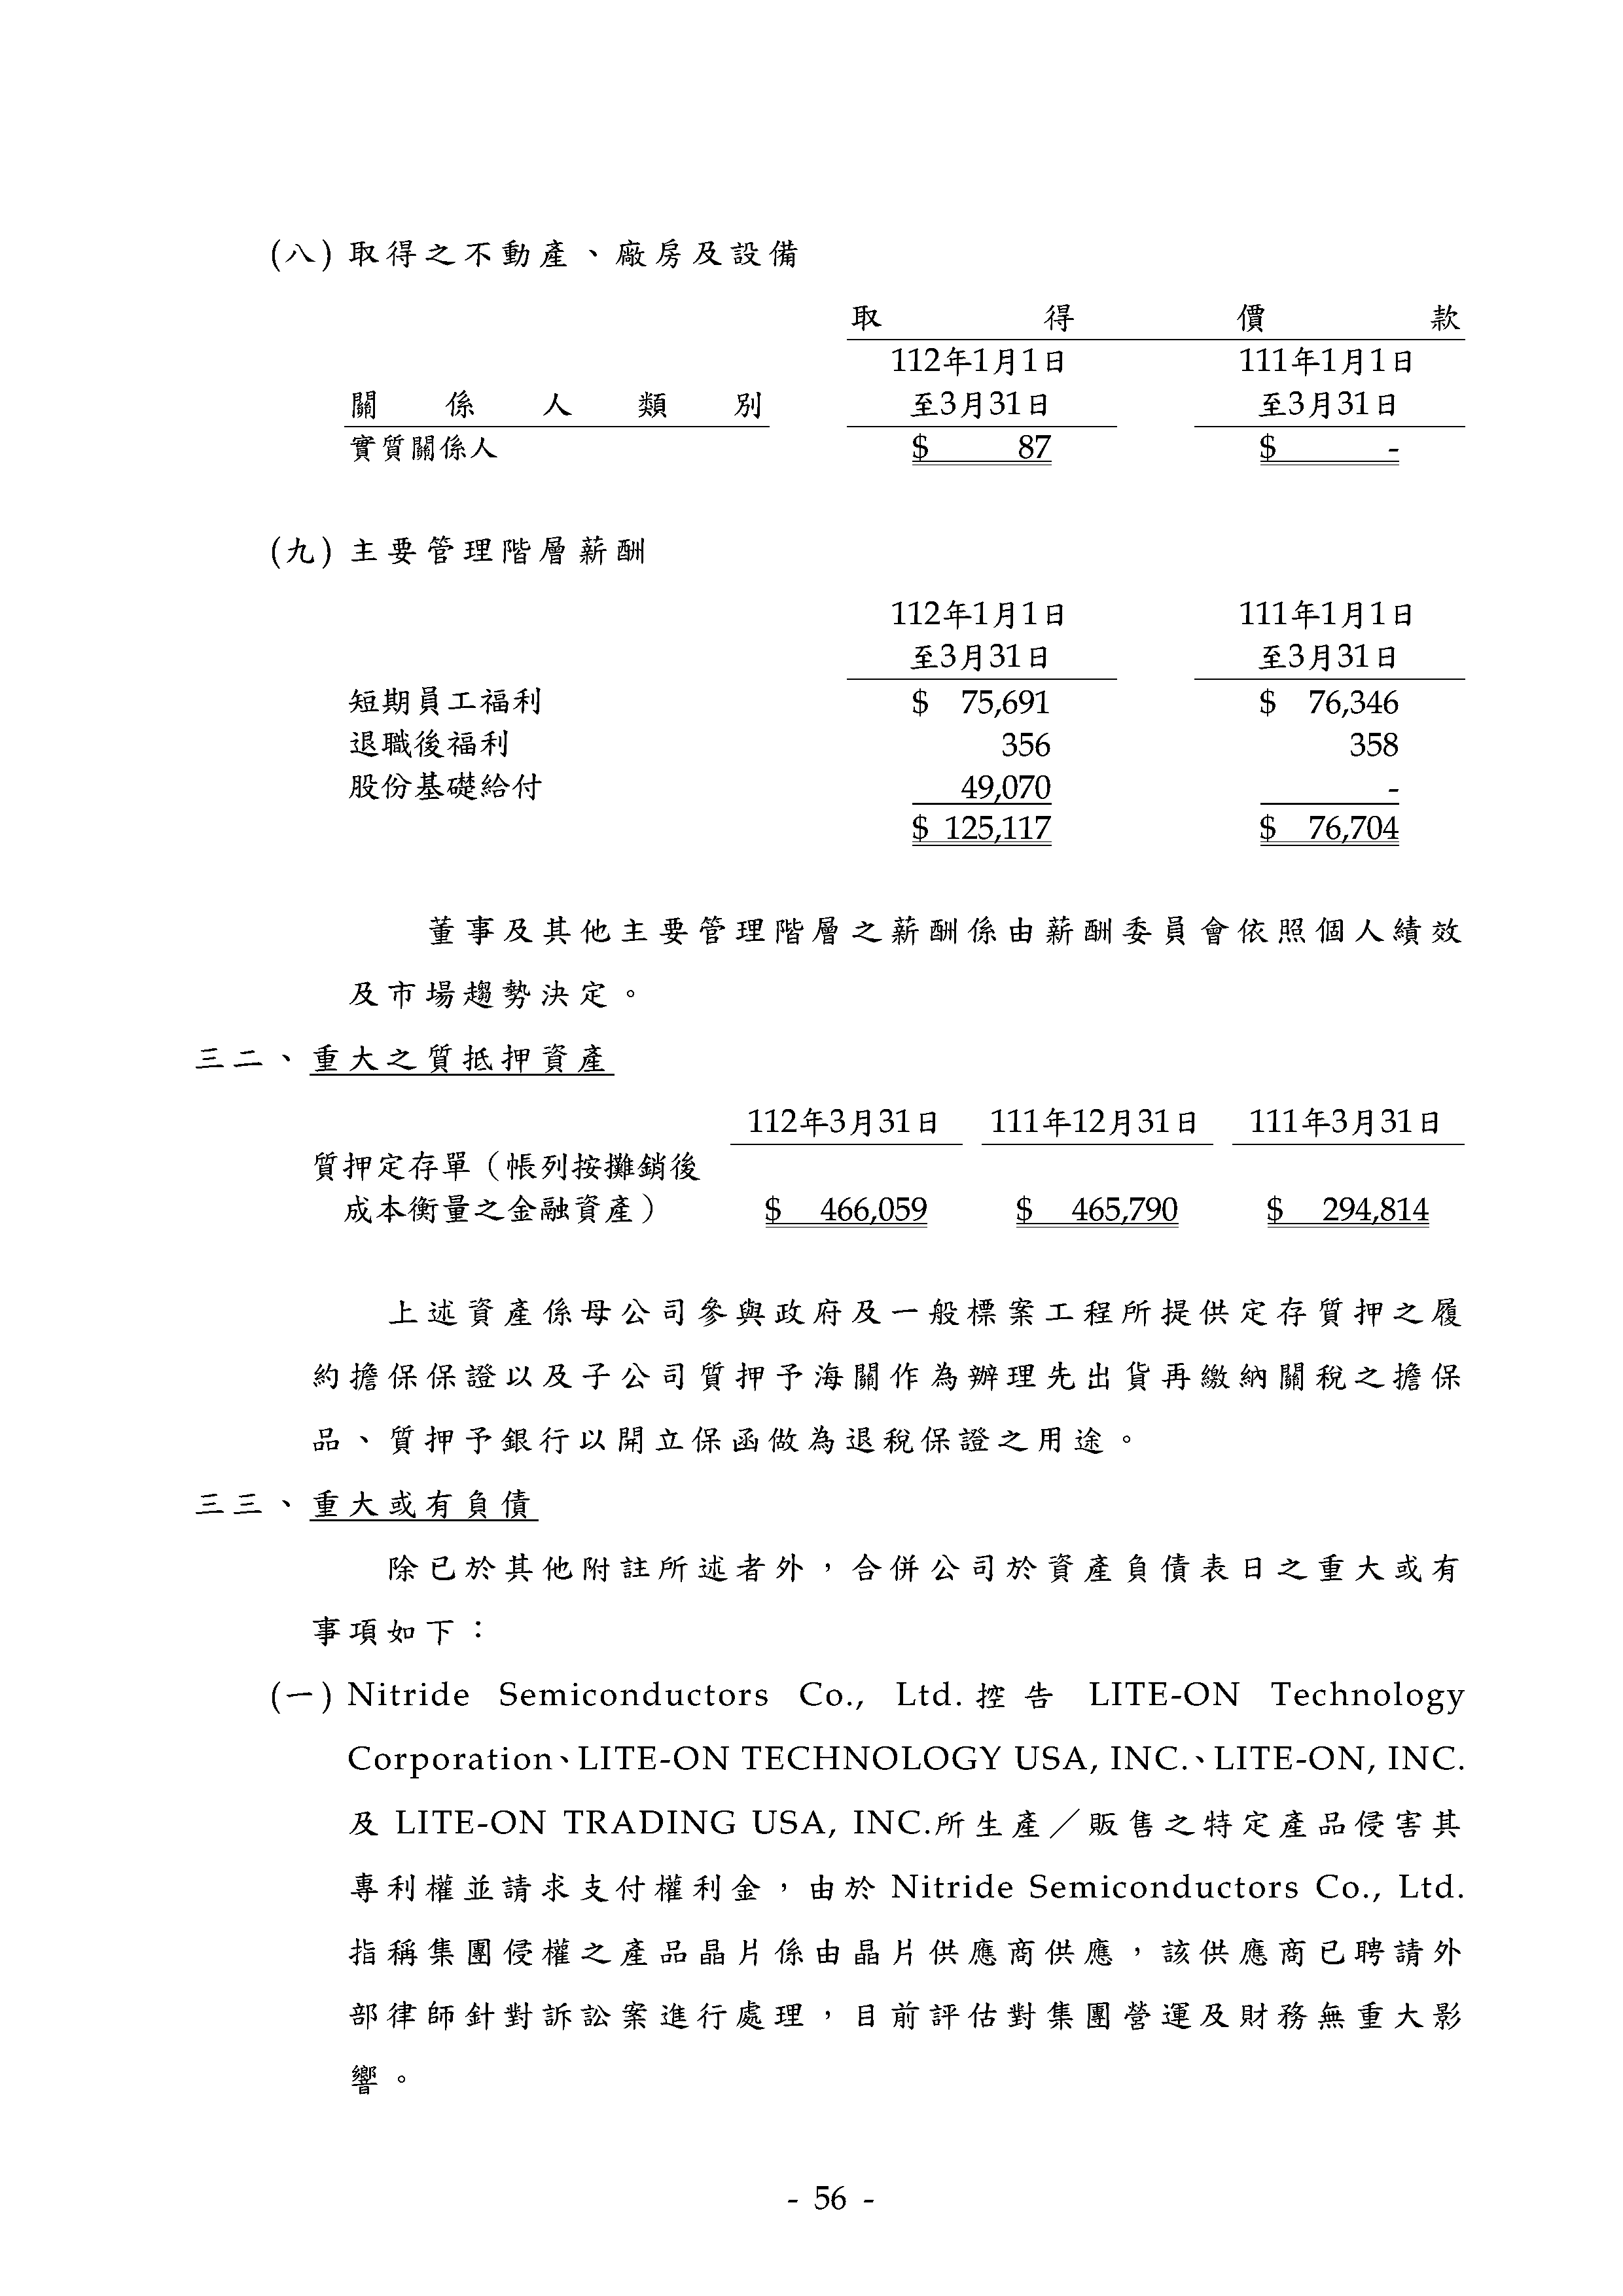 (八) 取得之不動產、廠房及設備
取得價款
112年1月1日 111年1月1日
關係人類別 至3月31日 至3月31日
實質關係人 $ 87 $ -
(九) 主要管理階層薪酬
112年1月1日 111年1月1日
至3月31日 至3月31日
短期員工福利 $ 75,691 $ 76,346
退職後福利 356 358
股份基礎給付 49,070 -
$ 125,117 $ 76,704
董事及其他主要管理階層之薪酬係由薪酬委員會依照個人績效
及市場趨勢決定。
三二、重大之質抵押資產
112年3月31日 111年12月31日 111年3月31日
質押定存單（帳列按攤銷後
成本衡量之金融資產） $ 466,059 $ 465,790 $ 294,814
上述資產係母公司參與政府及一般標案工程所提供定存質押之履
約擔保保證以及子公司質押予海關作為辦理先出貨再繳納關稅之擔保
品、質押予銀行以開立保函做為退稅保證之用途。
三三、重大或有負債
除已於其他附註所述者外，合併公司於資產負債表日之重大或有
事項如下：
(一) Nitride Semiconductors Co., Ltd.控告 LITE-ON Technology
Corporation、LITE-ON TECHNOLOGY USA, INC.、LITE-ON, INC.
及 LITE-ON TRADING USA, INC.所生產／販售之特定產品侵害其
專利權並請求支付權利金，由於 Nitride Semiconductors Co., Ltd.
指稱集團侵權之產品晶片係由晶片供應商供應，該供應商已聘請外
部律師針對訴訟案進行處理，目前評估對集團營運及財務無重大影
響。
- 56 -